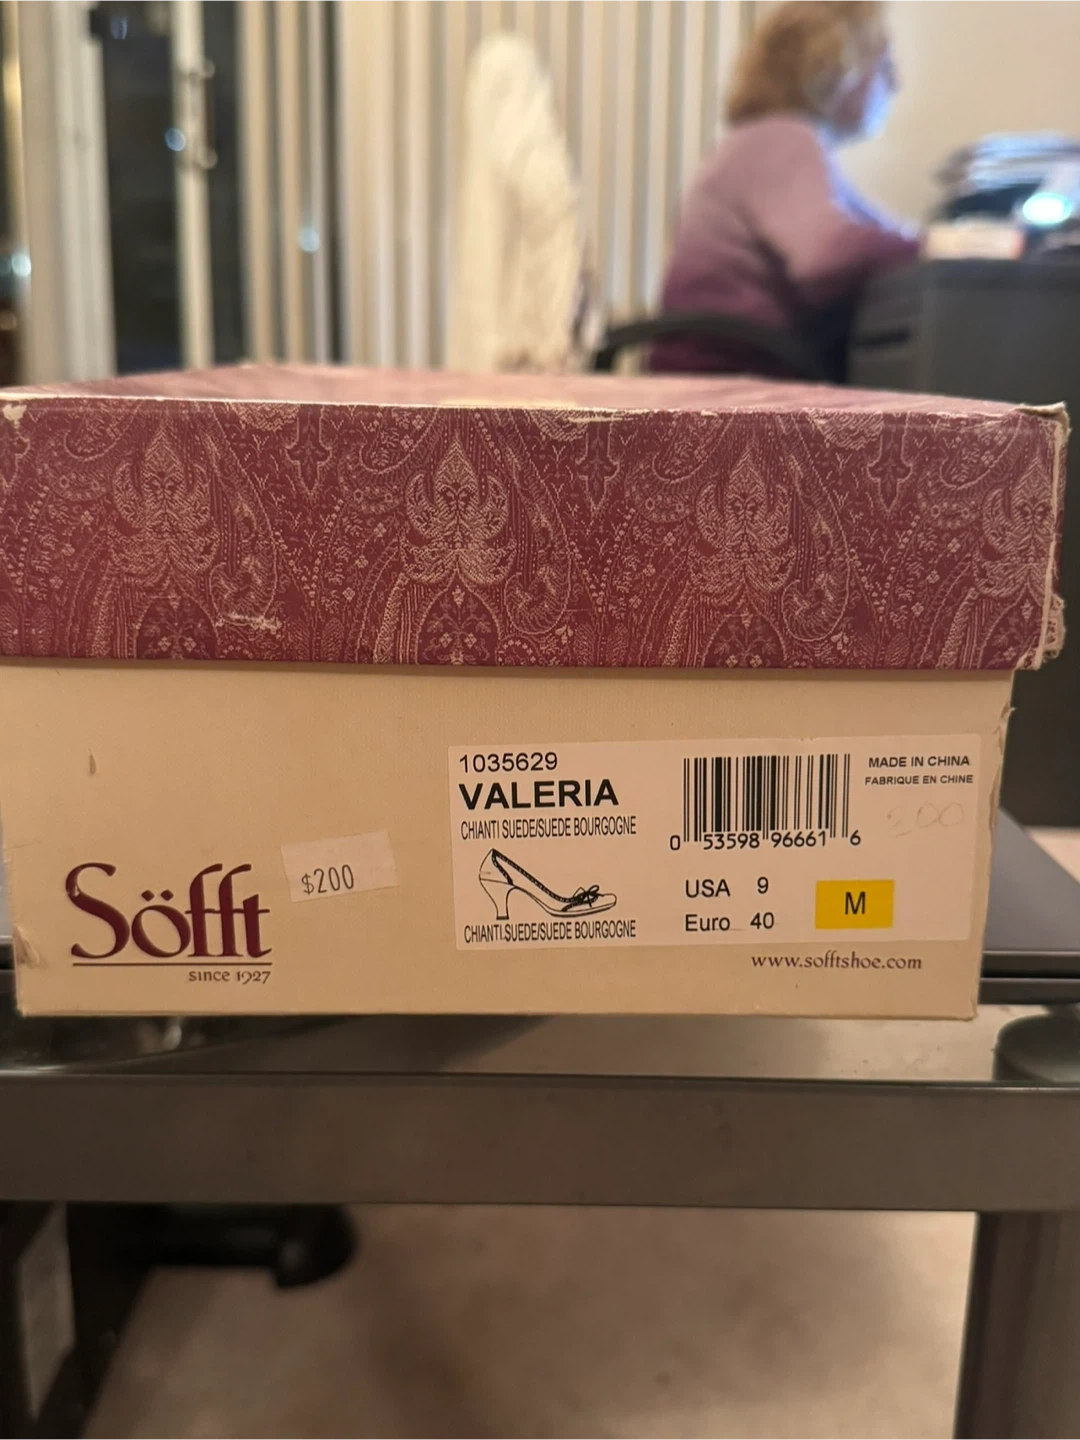 1035629
VALERIA
CHIANTI SUEDE/SUEDE BOURGOGNE
CHIANTI SUEDE/SUEDE BOURGOGNE
0 53598 96661 6
MADE IN CHINA
FABRIQUE EN CHINE
200
USA 9
Euro 40
M
$200
Söfft
since 1927
www.sofftshoe.com